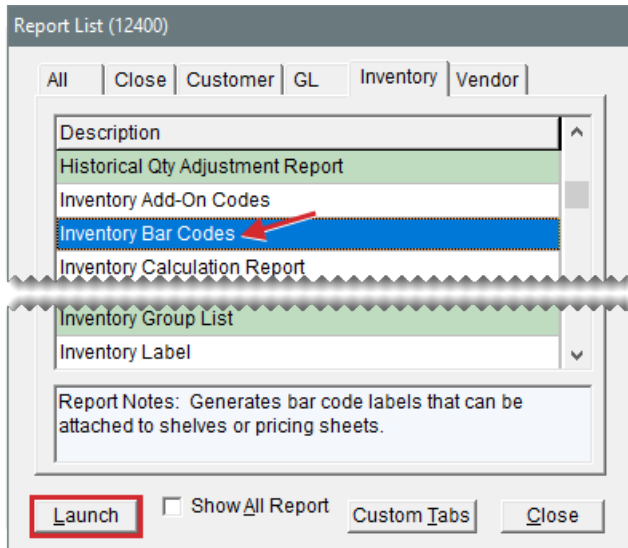 Report List (12400)
All Close Customer GL Inventory Vendor
Description
Historical Qty Adjustment Report
Inventory Add-On Codes
Inventory Bar Codes
Inventory Calculation Report
Inventory Group List
Inventory Label
Report Notes: Generates bar code labels that can be
attached to shelves or pricing sheets.
Launch Show All Report Custom Tabs Close